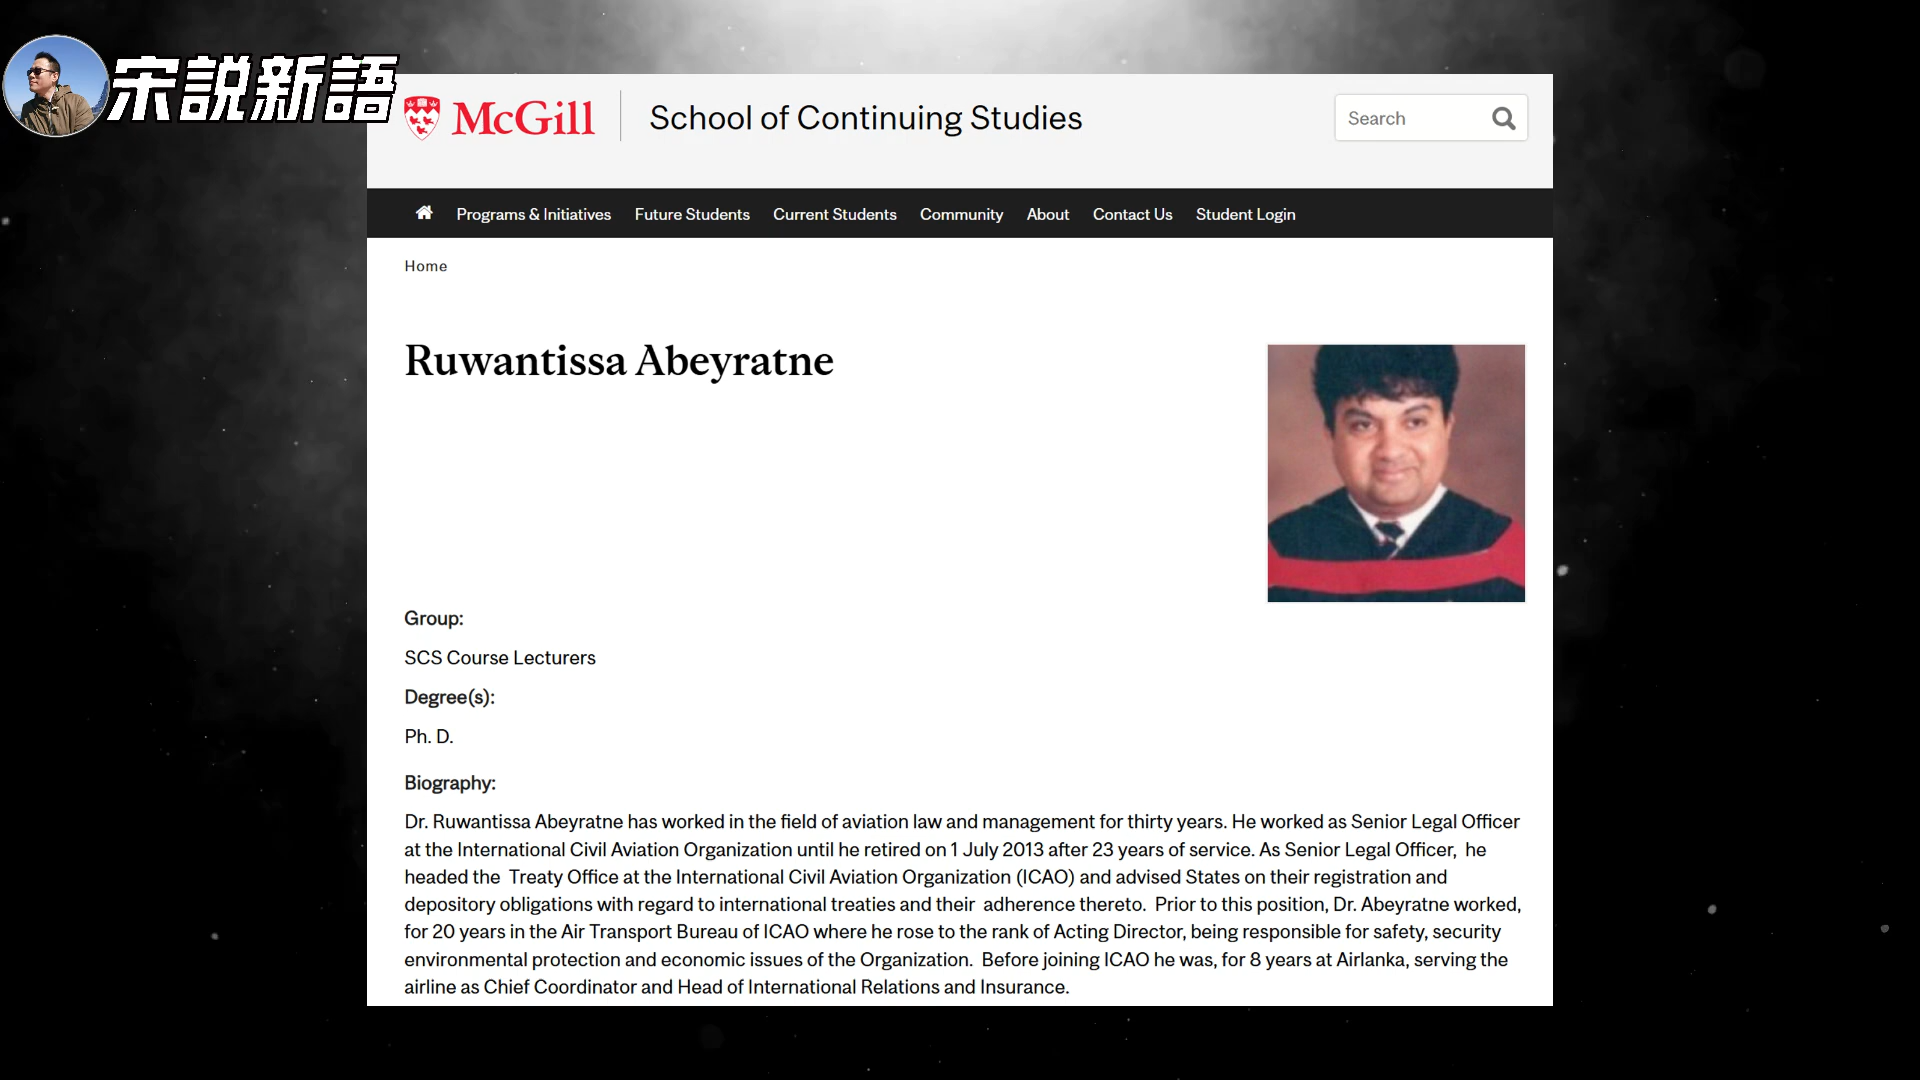 宋説新語
McGill
School of Continuing Studies
Search
Programs & Initiatives Future Students Current Students Community About Contact Us Student Login
Home
Ruwantissa Abeyratne
Group:
SCS Course Lecturers
Degree(s):
Ph. D.
Biography:
Dr. Ruwantissa Abeyratne has worked in the field of aviation law and management for thirty years. He worked as Senior Legal Officer
at the International Civil Aviation Organization until he retired on 1 July 2013 after 23 years of service. As Senior Legal Officer, he
headed the Treaty Office at the International Civil Aviation Organization (ICAO) and advised States on their registration and
depository obligations with regard to international treaties and their adherence thereto. Prior to this position, Dr. Abeyratne worked,
for 20 years in the Air Transport Bureau of ICAO where he rose to the rank of Acting Director, being responsible for safety, security
environmental protection and economic issues of the Organization. Before joining ICAO he was, for 8 years at Airlanka, serving the
airline as Chief Coordinator and Head of International Relations and Insurance.